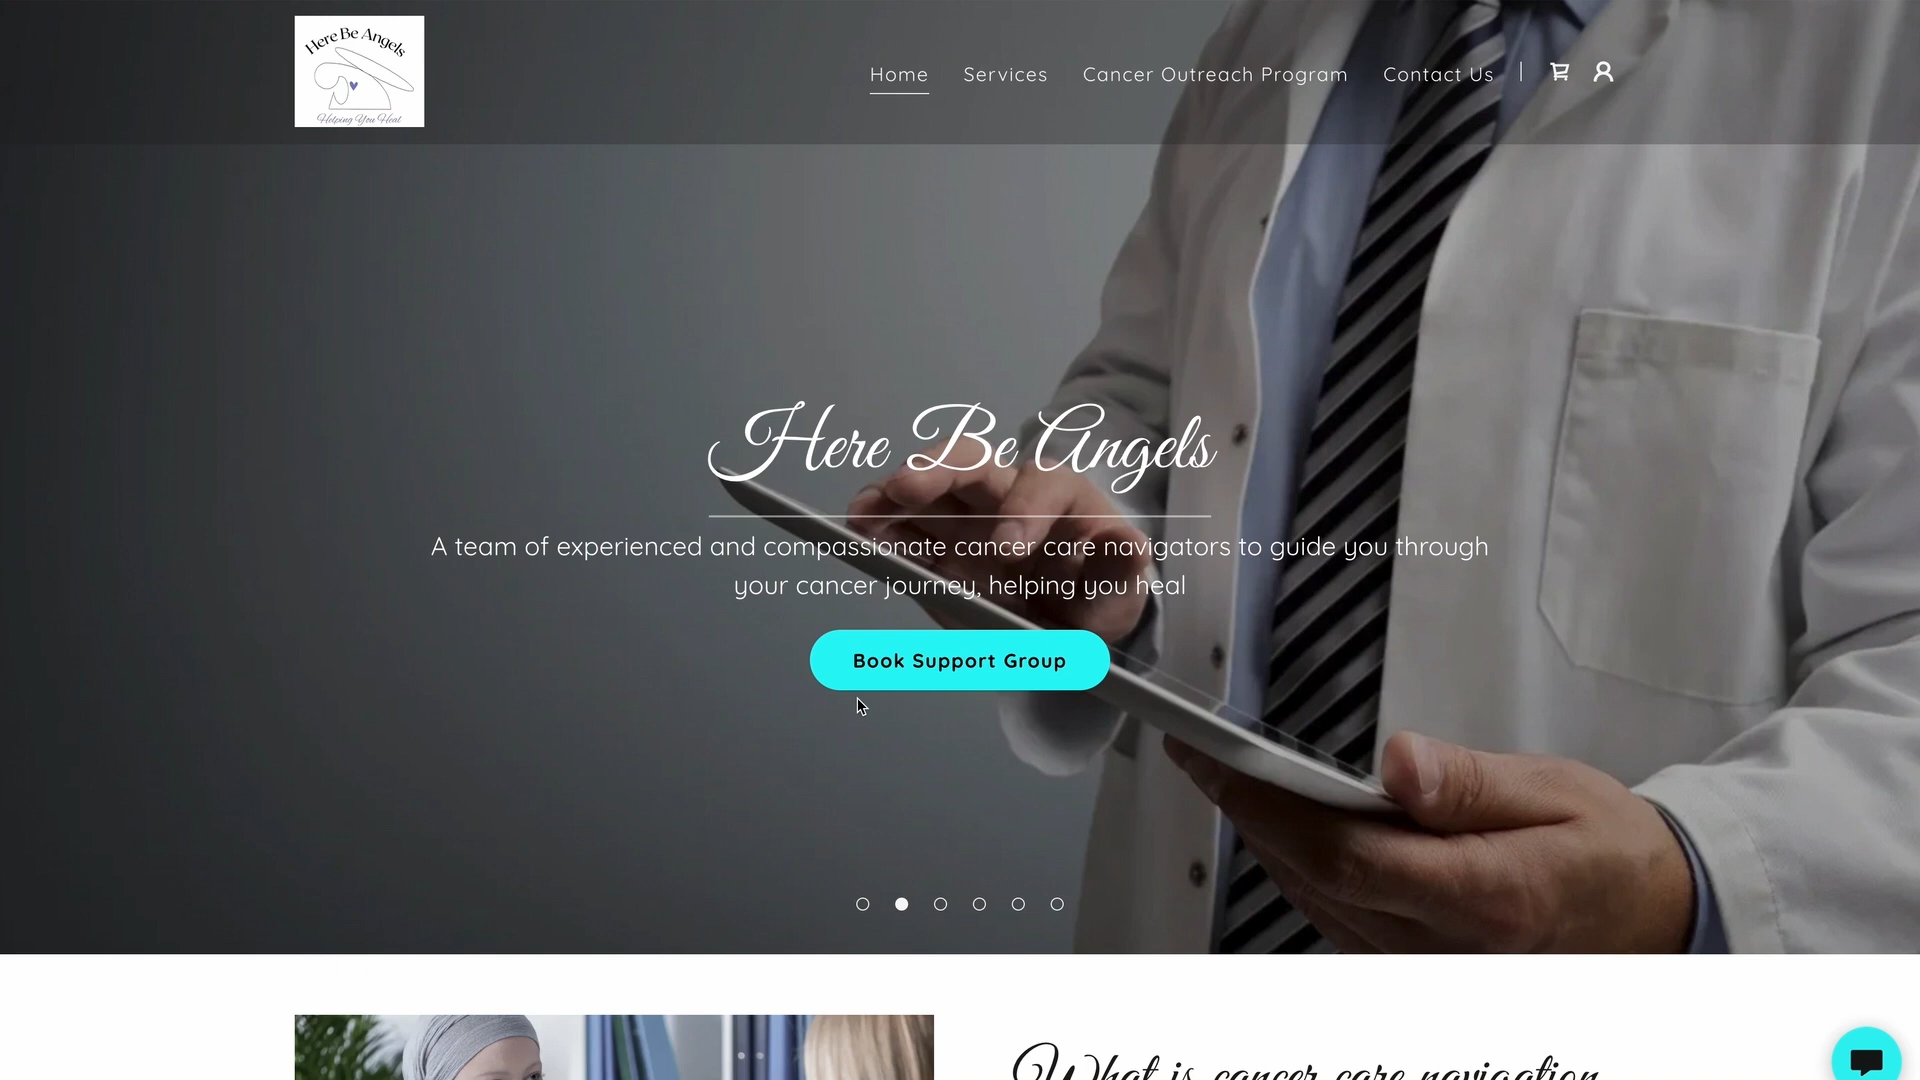 Here Be Angels
Helping You Heal
Home Services Cancer Outreach Program Contact Us
Here Be Angels
A team of experienced and compassionate cancer care navigators to guide you through
your cancer journey, helping you heal
Book Support Group
What is cancer care navigation